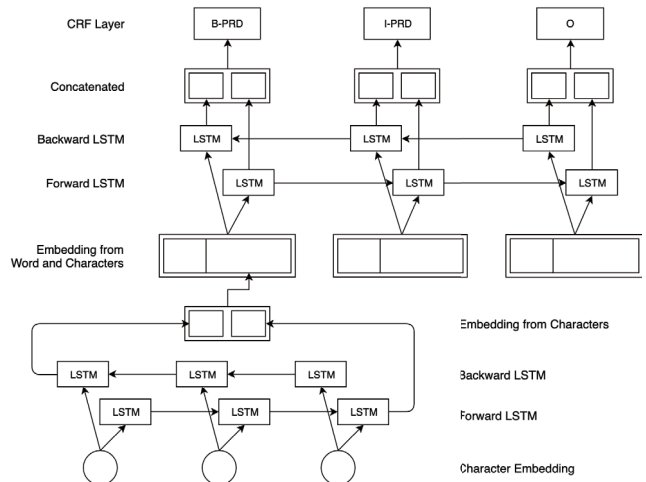 CRF Layer B-PRD I-PRD O
Concatenated
Backward LSTM LSTM LSTM LSTM
Forward LSTM LSTM LSTM LSTM
Embedding from
Word and Characters
Embedding from Characters
LSTM LSTM LSTM Backward LSTM
LSTM LSTM LSTM Forward LSTM
Character Embedding